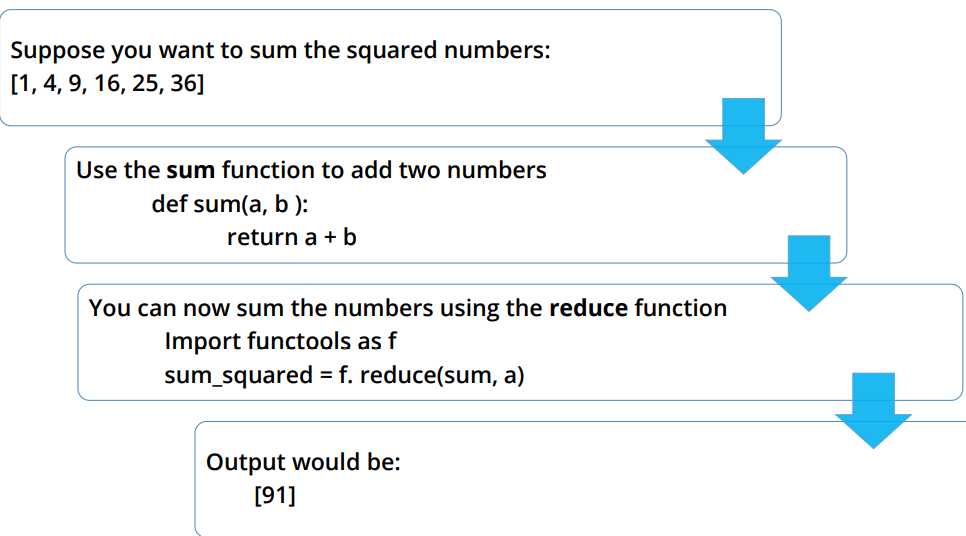 Suppose you want to sum the squared numbers:
[1, 4, 9, 16, 25, 36]
Use the sum function to add two numbers
def sum(a, b ):
return a + b
You can now sum the numbers using the reduce function
Import functools as f
sum_squared = f. reduce(sum, a)
Output would be:
[91]